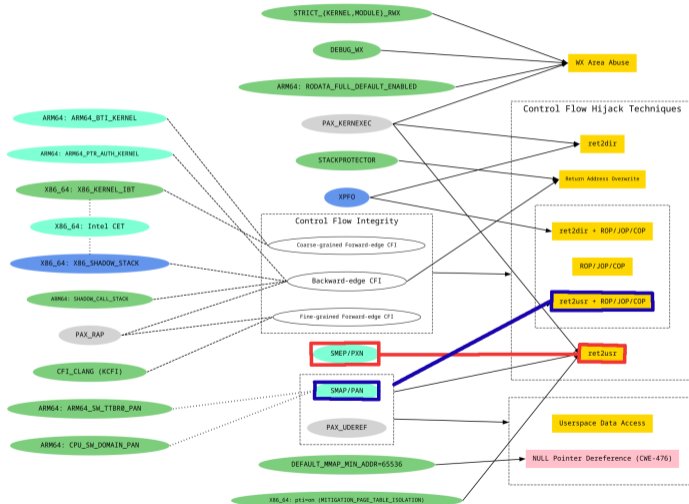 STRICT_(KERNEL,MODULE)_RWX
DEBUG_WX
WX Area Abuse
ARM64: RODATA_FULL_DEFAULT_ENABLED
Control Flow Hijack Techniques
ARM64: ARM64_BTI_KERNEL
PAX_KERNEXEC
ret2dir
ARM64: ARM64_PTR_AUTH_KERNEL
STACKPROTECTOR
Return Address Overwrite
X86_64: X86_KERNEL_IBT
XPFO
X86_64: Intel CET
Control Flow Integrity
ret2dir + ROP/JOP/COP
Coarse-grained Forward-edge CFI
X86_64: X86_SHADOW_STACK
ROP/JOP/COP
Backward-edge CFI
ARM64: SHADOW_CALL_STACK
ret2usr + ROP/JOP/COP
Fine-grained Forward-edge CFI
PAX_RAP
SMEP/PXN
ret2usr
CFI_CLANG (KCFI)
SMAP/PAN
ARM64: ARM64_SW_TTBR0_PAN
Userspace Data Access
PAX_UDEREF
ARM: CPU_SW_DOMAIN_PAN
NULL Pointer Dereference (CWE-476)
DEFAULT_MMAP_MIN_ADDR=65536
X86_64: pti=on (MITIGATION_PAGE_TABLE_ISOLATION)